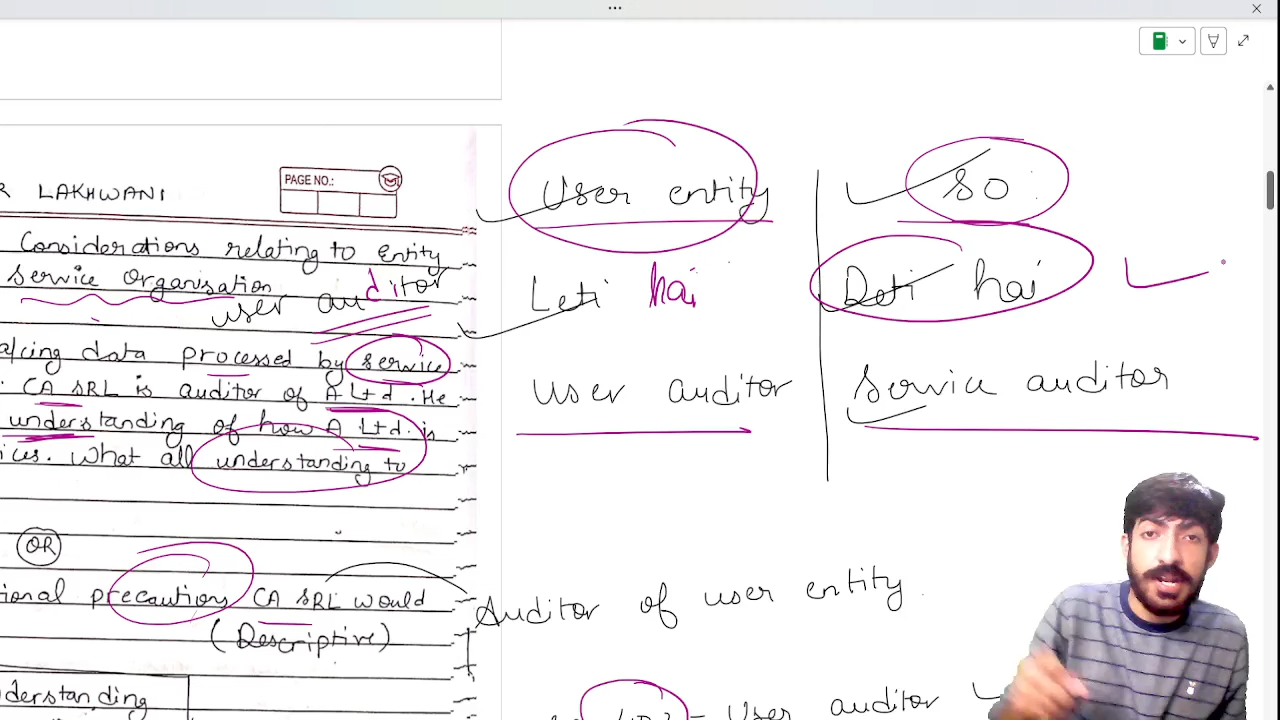 R LAKHWANI
PAGE NO.:
Considerations relating to Entity
service organisation
user auditor
data processed by service
CA SRL is auditor of A Ltd. He
understanding of how A Ltd. is
What all understanding to
OR
precautions CA SRL would
(Descriptive)
User entity
SO
Leti hai
Deti hai
User auditor
Service auditor
Auditor of user entity
User auditor